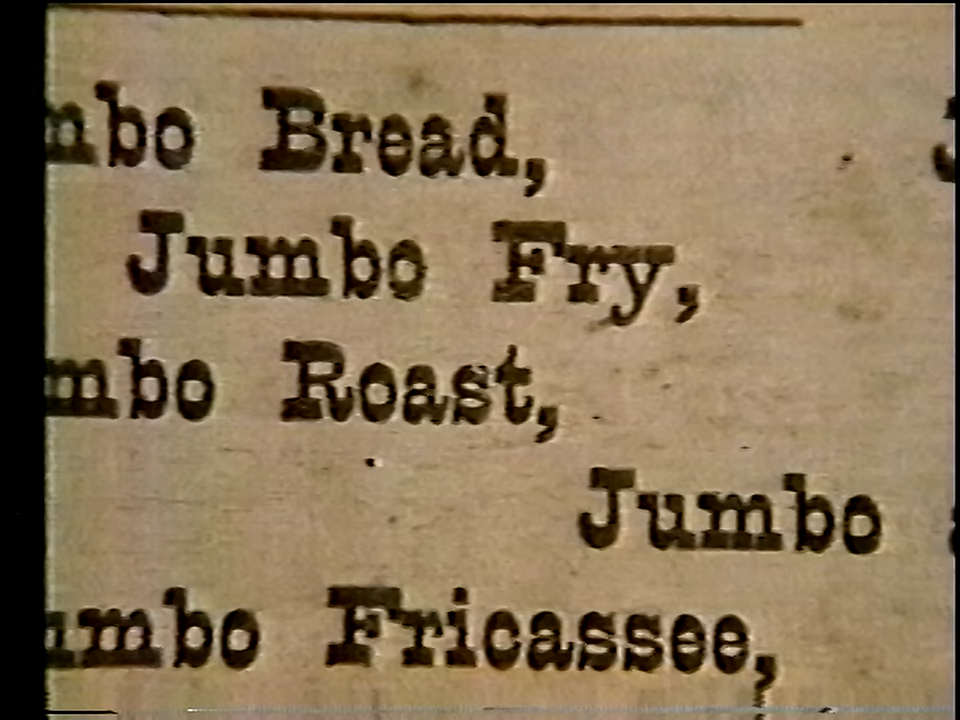 mbo Bread,
Jumbo Fry,
mbo Roast,
Jumbo
umbo Fricassee,